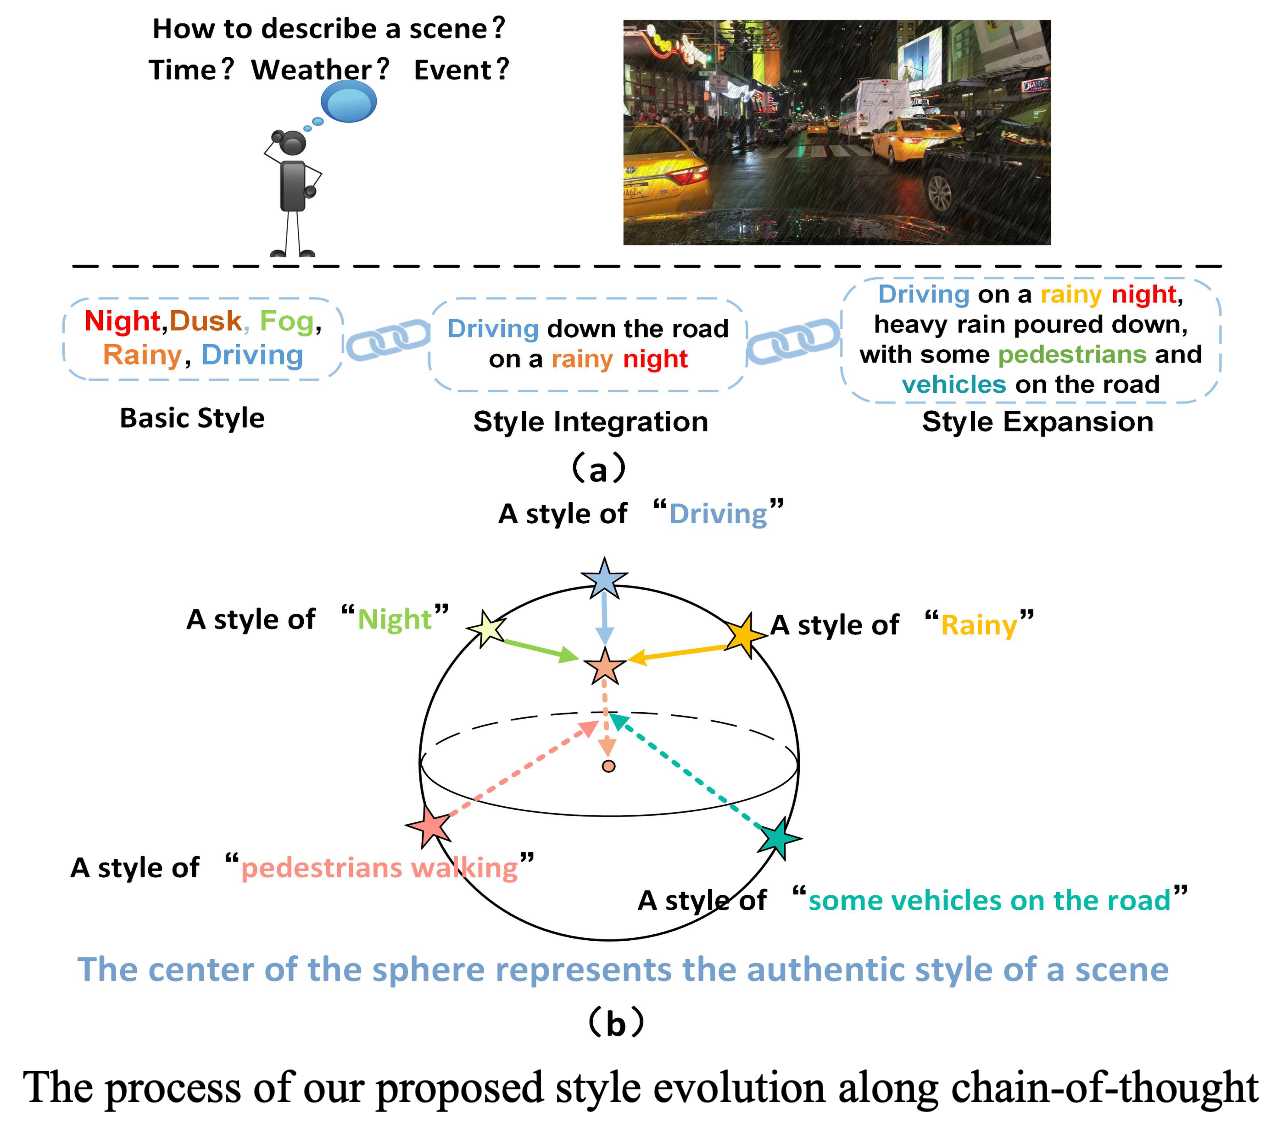 How to describe a scene？
Time？ Weather？ Event？
Night,Dusk, Fog,
Rainy, Driving
Basic Style
Driving down the road
on a rainy night
Style Integration
Driving on a rainy night,
heavy rain poured down,
with some pedestrians and
vehicles on the road
Style Expansion
（a）
A style of “Driving”
A style of “Night”
A style of “Rainy”
A style of “pedestrians walking”
A style of “some vehicles on the road”
The center of the sphere represents the authentic style of a scene
（b）
The process of our proposed style evolution along chain-of-thought